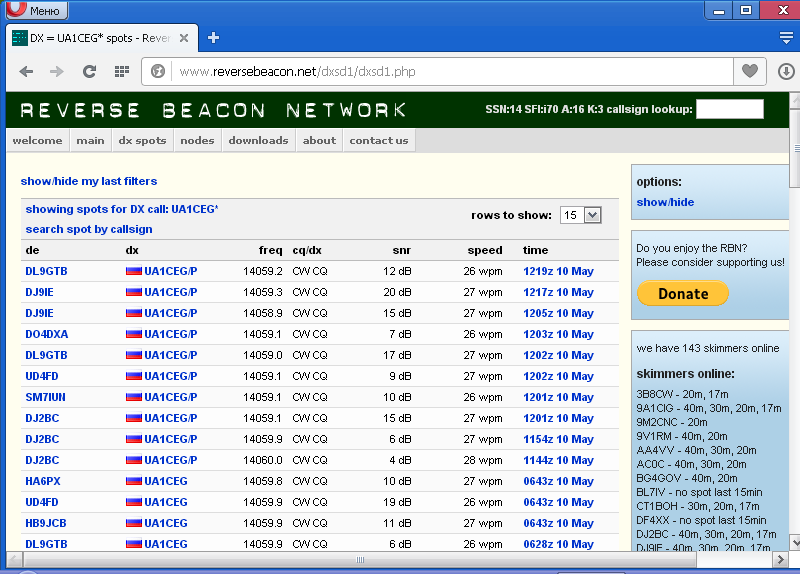 Меню
DX = UA1CEG* spots - Rever
www.reversebeacon.net/dxsd1/dxsd1.php
REVERSE BEACON NETWORK
SSN:14 SFI:i70 A:16 K:3 callsign lookup:
welcome main dx spots nodes downloads about contact us
show/hide my last filters
showing spots for DX call: UA1CEG*
search spot by callsign
rows to show: 15
de dx freq cq/dx snr speed time
DL9GTB UA1CEG/P 14059.2 CW CQ 12 dB 26 wpm 1219z 10 May
DJ9IE UA1CEG/P 14059.3 CW CQ 20 dB 27 wpm 1217z 10 May
DJ9IE UA1CEG/P 14058.9 CW CQ 15 dB 27 wpm 1205z 10 May
DO4DXA UA1CEG/P 14059.1 CW CQ 7 dB 26 wpm 1203z 10 May
DL9GTB UA1CEG/P 14059.0 CW CQ 17 dB 27 wpm 1202z 10 May
UD4FD UA1CEG/P 14059.1 CW CQ 9 dB 27 wpm 1202z 10 May
SM7IUN UA1CEG/P 14059.1 CW CQ 10 dB 26 wpm 1201z 10 May
DJ2BC UA1CEG/P 14059.1 CW CQ 15 dB 27 wpm 1201z 10 May
DJ2BC UA1CEG/P 14059.9 CW CQ 6 dB 27 wpm 1154z 10 May
DJ2BC UA1CEG/P 14060.0 CW CQ 4 dB 28 wpm 1144z 10 May
HA6PX UA1CEG 14059.8 CW CQ 10 dB 27 wpm 0643z 10 May
UD4FD UA1CEG 14059.9 CW CQ 19 dB 26 wpm 0643z 10 May
HB9JCB UA1CEG 14059.9 CW CQ 11 dB 27 wpm 0643z 10 May
DL9GTB UA1CEG 14059.9 CW CQ 6 dB 26 wpm 0628z 10 May
options:
show/hide
Do you enjoy the RBN?
Please consider supporting us!
Donate
we have 143 skimmers online
skimmers online:
3B8CW - 20m, 17m
9A1CIG - 40m, 30m, 20m, 17m
9M2CNC - 20m
9V1RM - 40m, 20m
AA4VV - 40m, 30m, 20m
AC0C - 40m, 30m, 20m
BG4GOV - 40m, 20m
BL7IV - no spot last 15min
CT1BOH - 30m, 20m, 17m
DF4XX - no spot last 15min
DJ2BC - 40m, 30m, 20m
DJ9IE - 40m, 30m, 20m